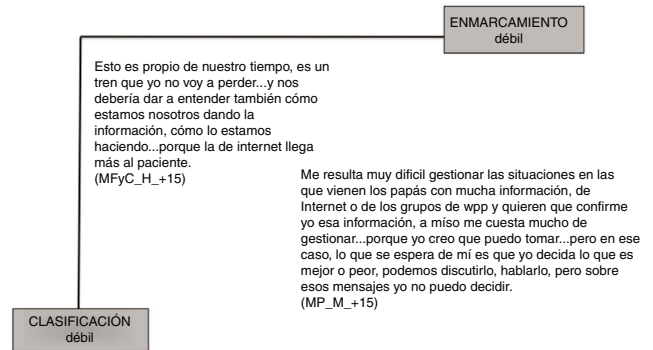 ENMARCAMIENTO
débil
Esto es propio de nuestro tiempo, es un
tren que yo no voy a perder...y nos
debería dar a entender también cómo
estamos nosotros dando la
información, cómo lo estamos
haciendo...porque la de internet llega
más al paciente.
(MFyC_H_+15)
Me resulta muy dificil gestionar las situaciones en las
que vienen los papás con mucha información, de
Internet o de los grupos de wpp y quieren que confirme
yo esa información, a míso me cuesta mucho de
gestionar...porque yo creo que puedo tomar...pero en ese
caso, lo que se espera de mí es que yo decida lo que es
mejor o peor, podemos discutirlo, hablarlo, pero sobre
esos mensajes yo no puedo decidir.
(MP_M_+15)
CLASIFICACIÓN
débil